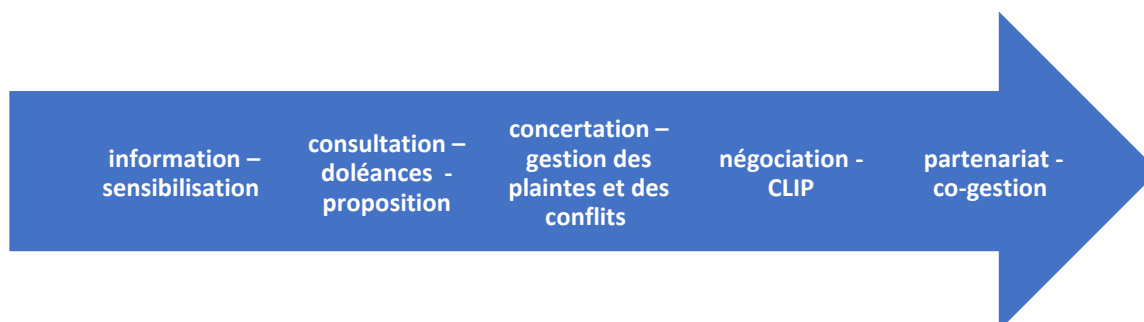 information –
sensibilisation
consultation –
doléances  -
proposition
concertation –
gestion des
plaintes et des
conflits
négociation -
CLIP
partenariat -
co-gestion